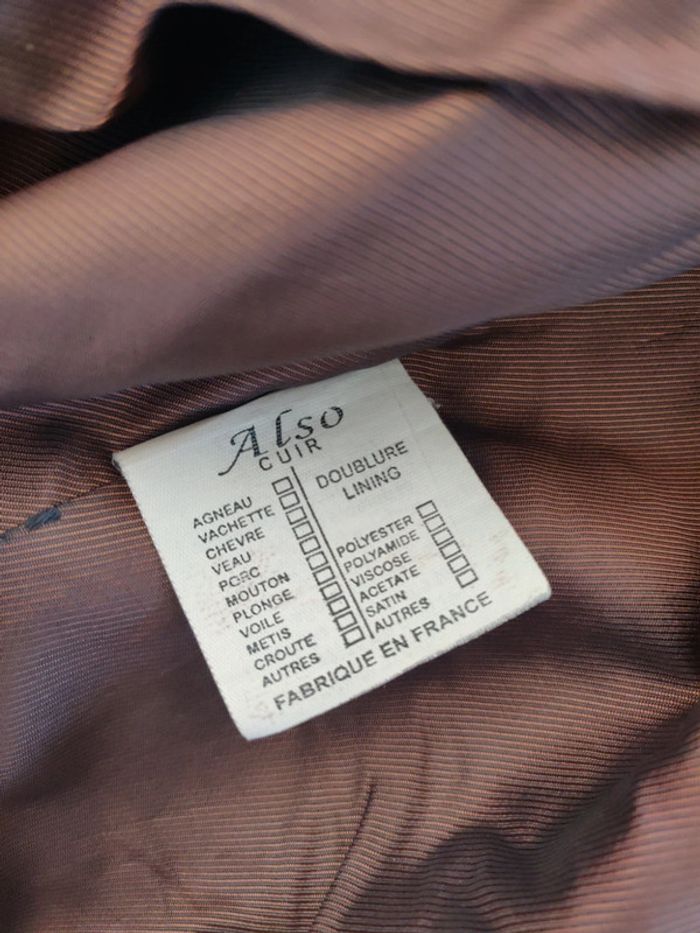 Also
CUIR
AGNEAU
VACHETTE
CHEVRE
VEAU
PORC
MOUTON
PLONGE
VOILE
METIS
CROUTE
AUTRES
DOUBLURE
LINING
POLYESTER
POLYAMIDE
VISCOSE
ACETATE
SATIN
AUTRES
FABRIQUE EN FRANCE